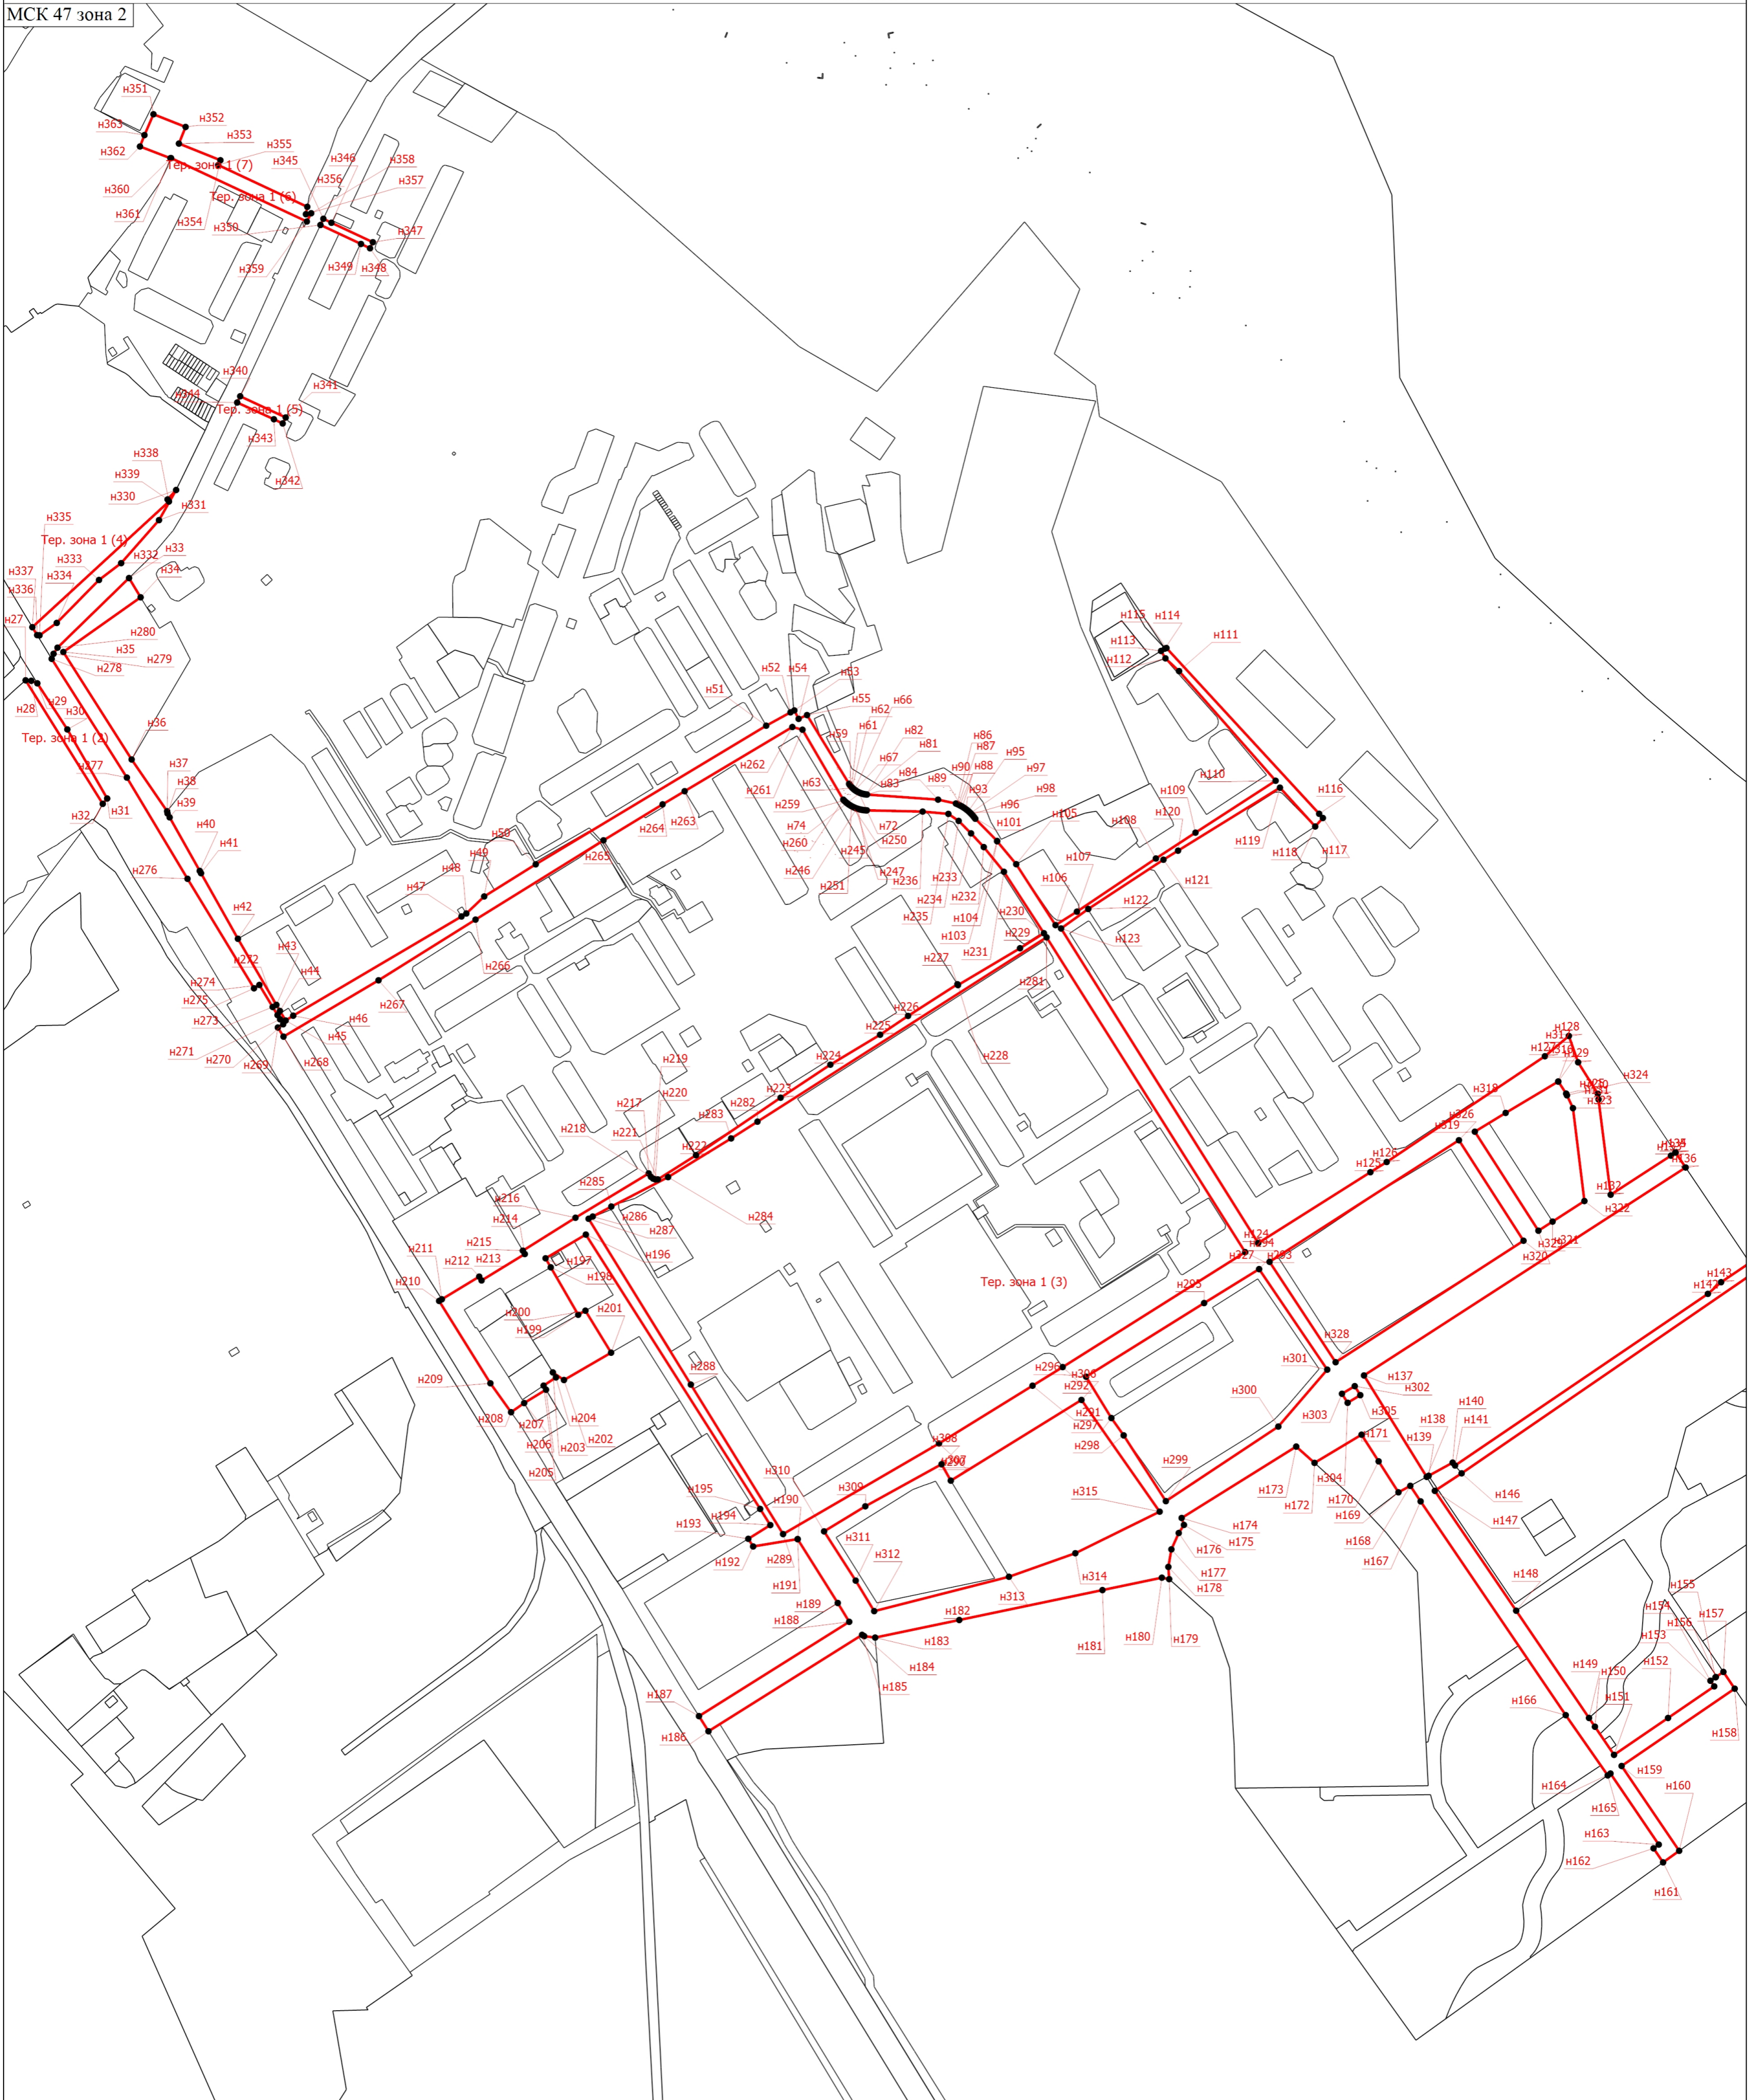 МСК 47 зона 2
н351
н352
н363
н353
н355
н362
н345
н346
н358
Тер. зона 1 (7)
н357
н356
н360
Тер. зона 1 (6)
н361
н354
н350
н347
н359
н349
н348
н340
н341
н344
Тер. зона 1 (5)
н343
н338
н342
н339
н330
н331
н335
Тер. зона 1 (4)
н33
н332
н333
н337
н334
н34
н336
н27
н280
н115
н114
н111
н35
н113
н279
н278
н112
н52
н54
н53
н51
н29
н28
н30
н55
н66
н62
н36
Тер. зона 1 (2)
н59
н61
н82
н86
н81
н87
н95
н277
н37
н262
н67
н90
н88
н97
н84
н89
н110
н38
н63
н83
н93
н98
н116
н39
н261
н259
н96
н105
н109
н32
н31
н40
н264
н263
н74
н72
н101
н120
н108
н119
н118
н117
н50
н41
н260
н250
н49
н265
н245
н107
н276
н48
н246
н247
н233
н106
н121
н47
н251
н236
н234
н232
н122
н42
н235
н104
н230
н123
н43
н103
н229
н272
н231
н44
н266
н227
н274
н281
н275
н267
н226
н273
н46
н128
н45
н225
н317
н271
н127
н316
н270
н269
н268
н219
н224
н228
н129
н220
н324
н217
н282
н223
н318
н323
н283
н326
н218
н221
н319
н222
н126
н136
н125
н285
н132
н216
н286
н284
н322
н214
н287
н321
н215
н196
н124
н329
н211
н212
н213
н197
н327
н293
н320
н210
н198
Тер. зона 1 (3)
н143
н295
н142
н200
н201
н199
н328
н288
н296
н301
н209
н292
н137
н302
н208
н204
н291
н303
н305
н140
н207
н297
н138
н206
н203
н202
н298
н308
н171
н139
н141
н205
н310
н299
н300
н304
н195
н309
н315
н173
н170
н146
н190
н172
н169
н194
н174
н147
н193
н311
н168
н175
н289
н176
н167
н192
н312
н177
н191
н314
н178
н148
н313
н189
н155
н188
н182
н154
н157
н180
н179
н156
н183
н181
н153
н184
н152
н149
н150
н185
н187
н166
н151
н186
н158
н159
н164
н160
н165
н163
н162
н161